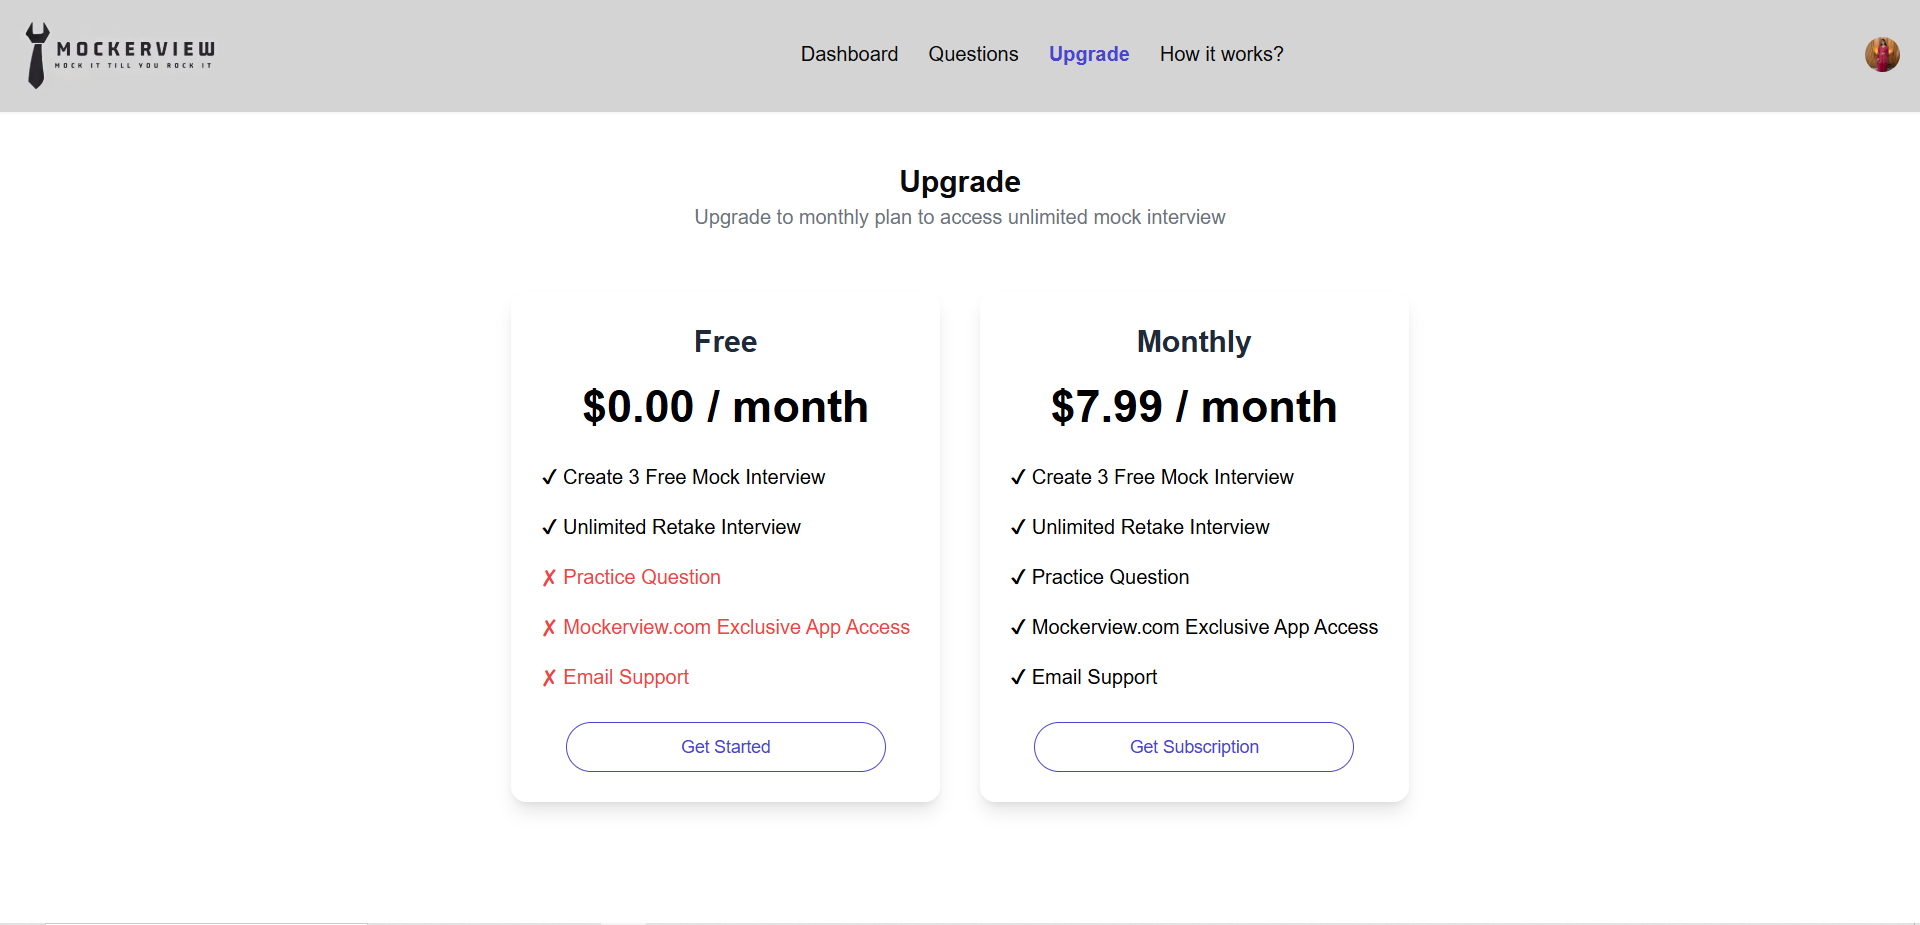 MOCKERVIEW
MOCK IT TILL YOU ROCK IT
Dashboard Questions Upgrade How it works?
Upgrade
Upgrade to monthly plan to access unlimited mock interview
Free
$0.00 / month
✓ Create 3 Free Mock Interview
✓ Unlimited Retake Interview
✗ Practice Question
✗ Mockerview.com Exclusive App Access
✗ Email Support
Get Started
Monthly
$7.99 / month
✓ Create 3 Free Mock Interview
✓ Unlimited Retake Interview
✓ Practice Question
✓ Mockerview.com Exclusive App Access
✓ Email Support
Get Subscription